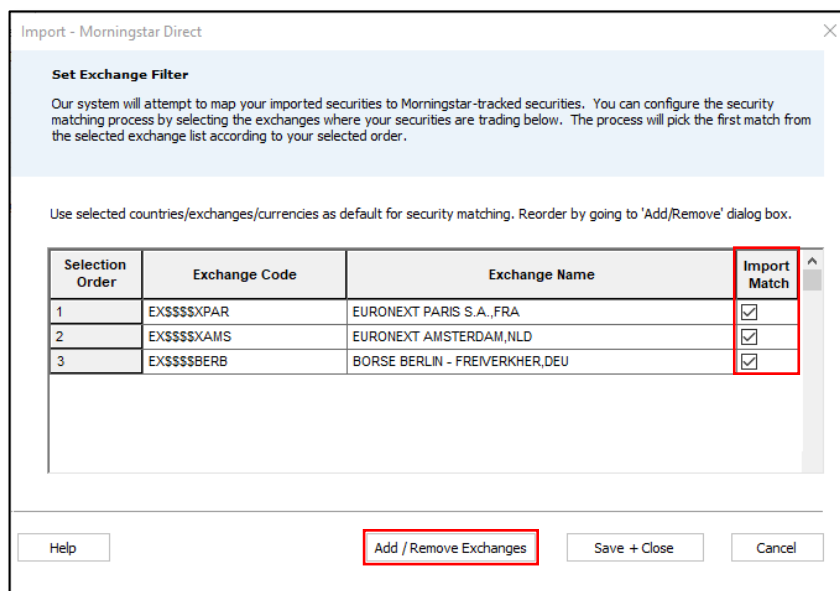 Import - Morningstar Direct
Set Exchange Filter
Our system will attempt to map your imported securities to Morningstar-tracked securities. You can configure the security
matching process by selecting the exchanges where your securities are trading below. The process will pick the first match from
the selected exchange list according to your selected order.
Use selected countries/exchanges/currencies as default for security matching. Reorder by going to 'Add/Remove' dialog box.
Selection Order Exchange Code Exchange Name Import Match
1 EX$$$$XPAR EURONEXT PARIS S.A.,FRA
2 EX$$$$XAMS EURONEXT AMSTERDAM,NLD
3 EX$$$$BERB BORSE BERLIN - FREIVERKHER,DEU
Help Add / Remove Exchanges Save + Close Cancel